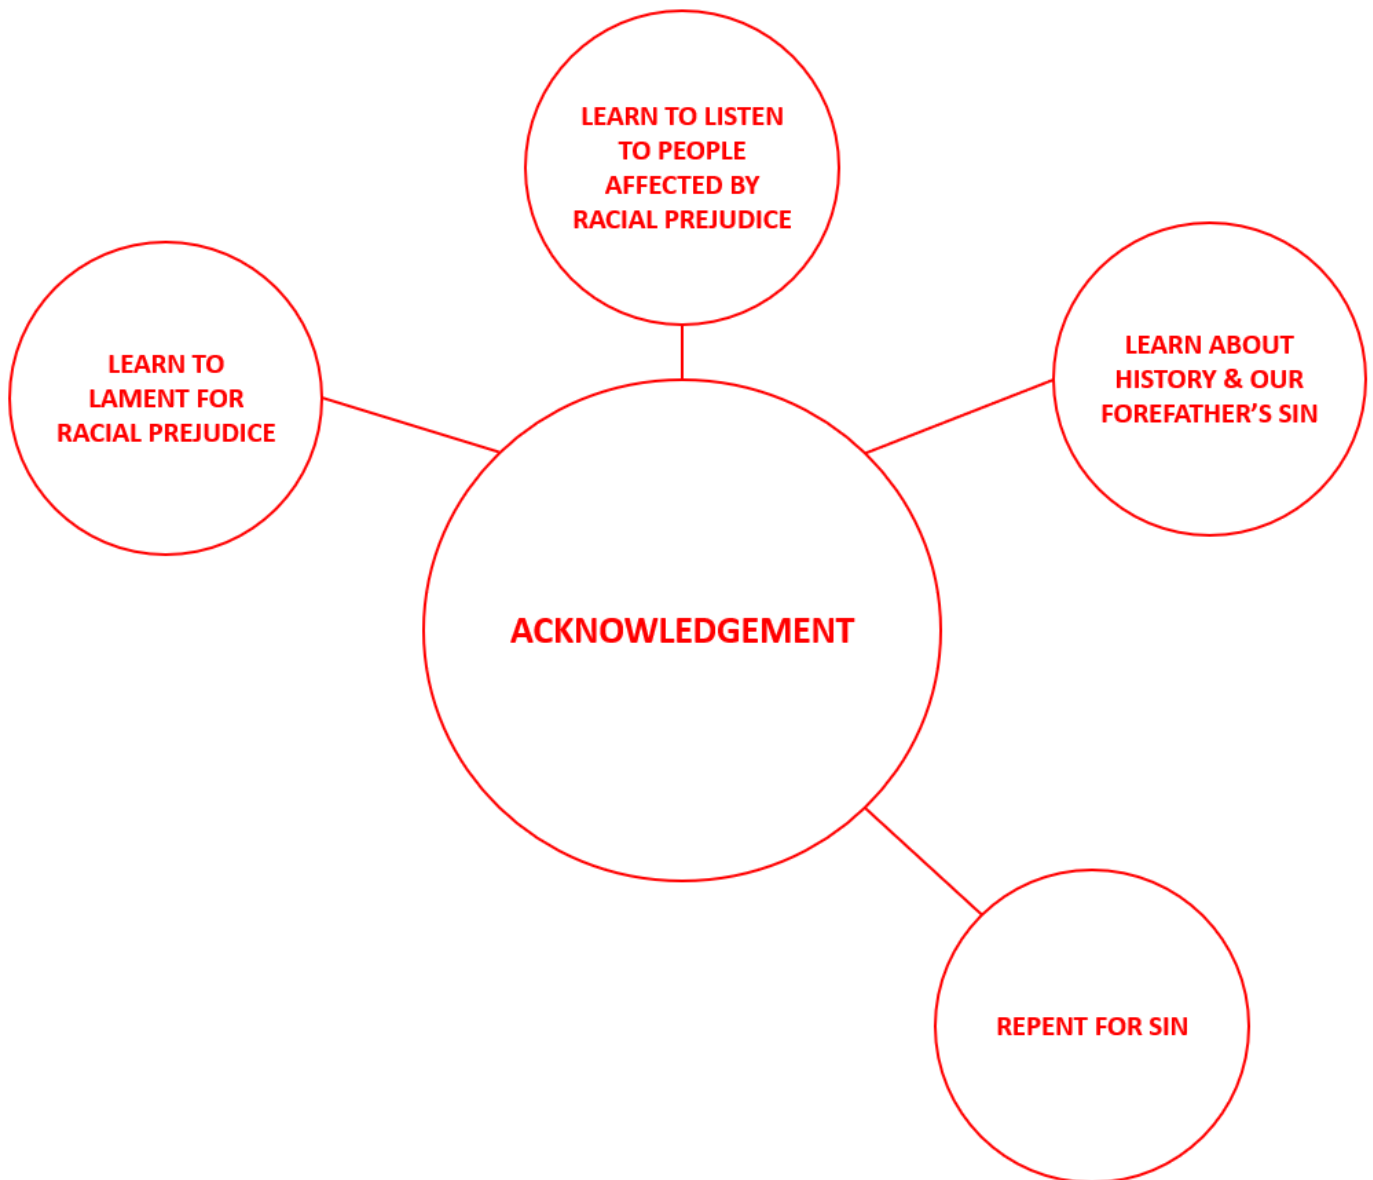 LEARN TO LISTEN
TO PEOPLE
AFFECTED BY
RACIAL PREJUDICE
LEARN TO
LAMENT FOR
RACIAL PREJUDICE
LEARN ABOUT
HISTORY & OUR
FOREFATHER’S SIN
ACKNOWLEDGEMENT
REPENT FOR SIN